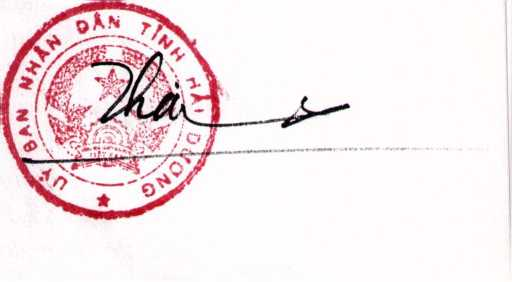 UỶ BAN NHÂN DÂN TỈNH HẢI DƯƠNG